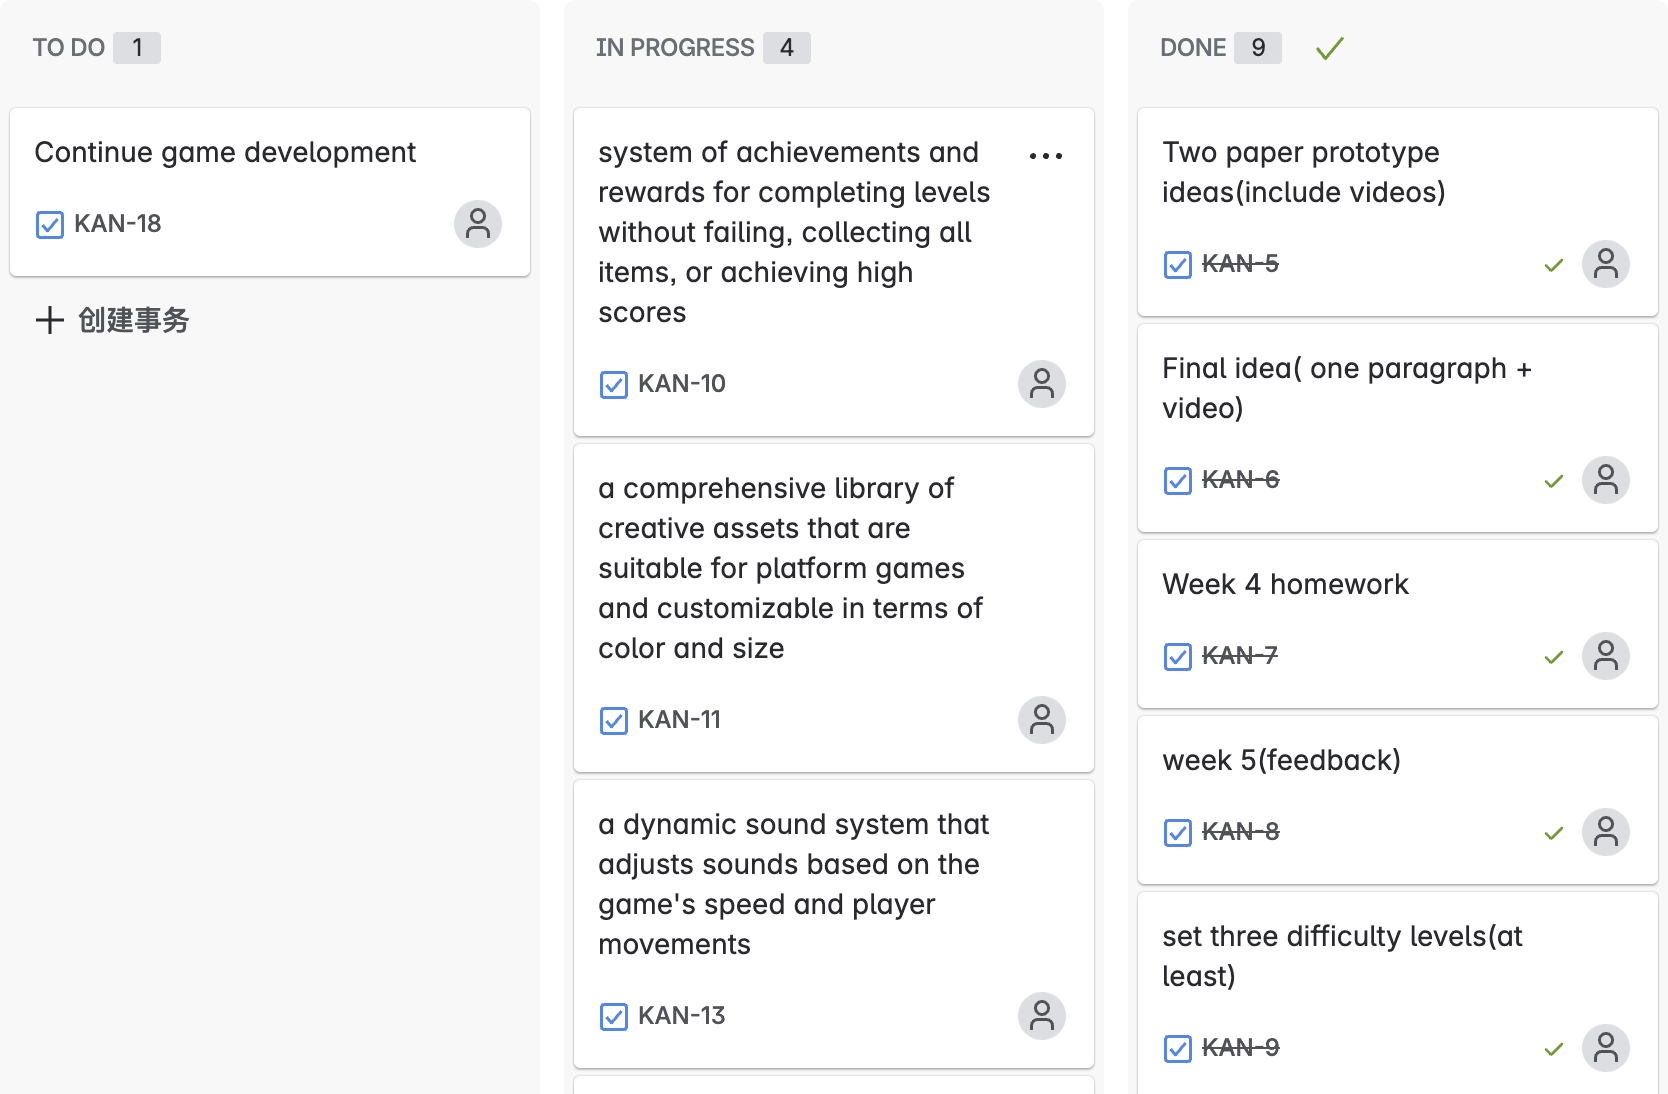 TO DO 1
Continue game development
KAN-18
创建事务
IN PROGRESS 4
system of achievements and
rewards for completing levels
without failing, collecting all
items, or achieving high
scores
KAN-10
a comprehensive library of
creative assets that are
suitable for platform games
and customizable in terms of
color and size
KAN-11
a dynamic sound system that
adjusts sounds based on the
game's speed and player
movements
KAN-13
DONE 9
Two paper prototype
ideas(include videos)
KAN-5
Final idea( one paragraph +
video)
KAN-6
Week 4 homework
KAN-7
week 5(feedback)
KAN-8
set three difficulty levels(at
least)
KAN-9